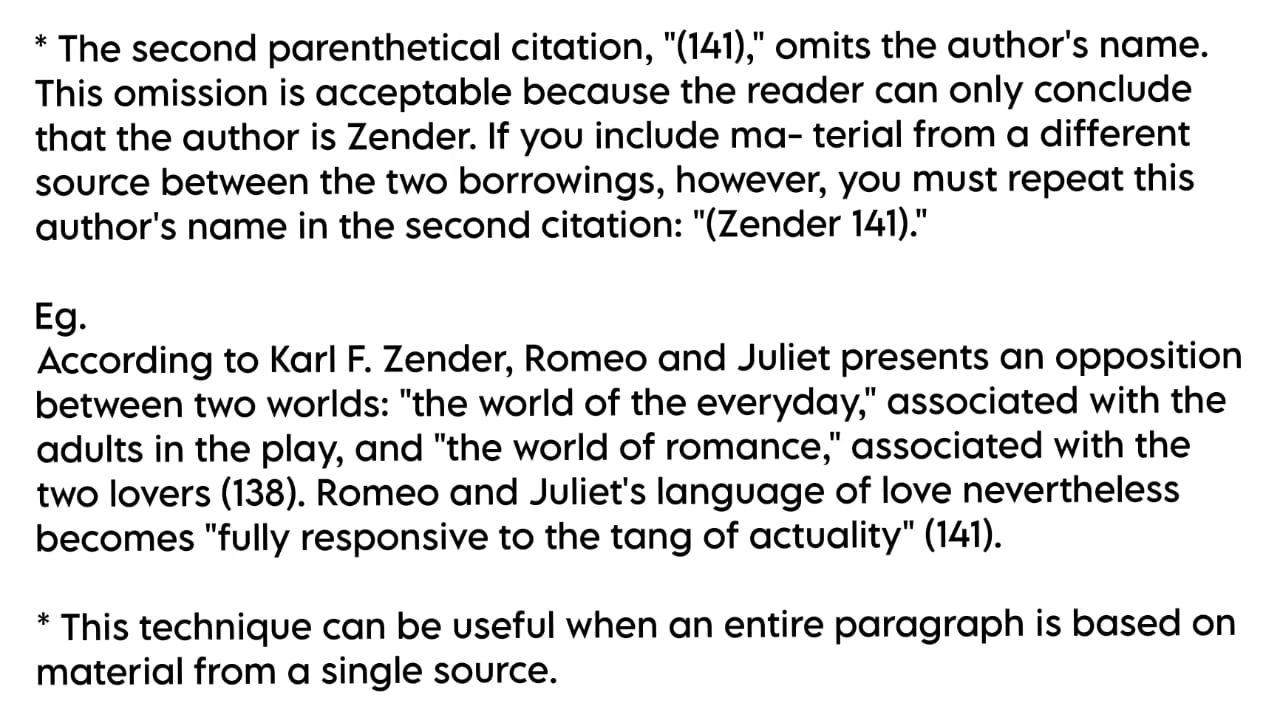 * The second parenthetical citation, "(141)," omits the author's name.
This omission is acceptable because the reader can only conclude
that the author is Zender. If you include ma- terial from a different
source between the two borrowings, however, you must repeat this
author's name in the second citation: "(Zender 141)."
Eg.
According to Karl F. Zender, Romeo and Juliet presents an opposition
between two worlds: "the world of the everyday," associated with the
adults in the play, and "the world of romance," associated with the
two lovers (138). Romeo and Juliet's language of love nevertheless
becomes "fully responsive to the tang of actuality" (141).
* This technique can be useful when an entire paragraph is based on
material from a single source.